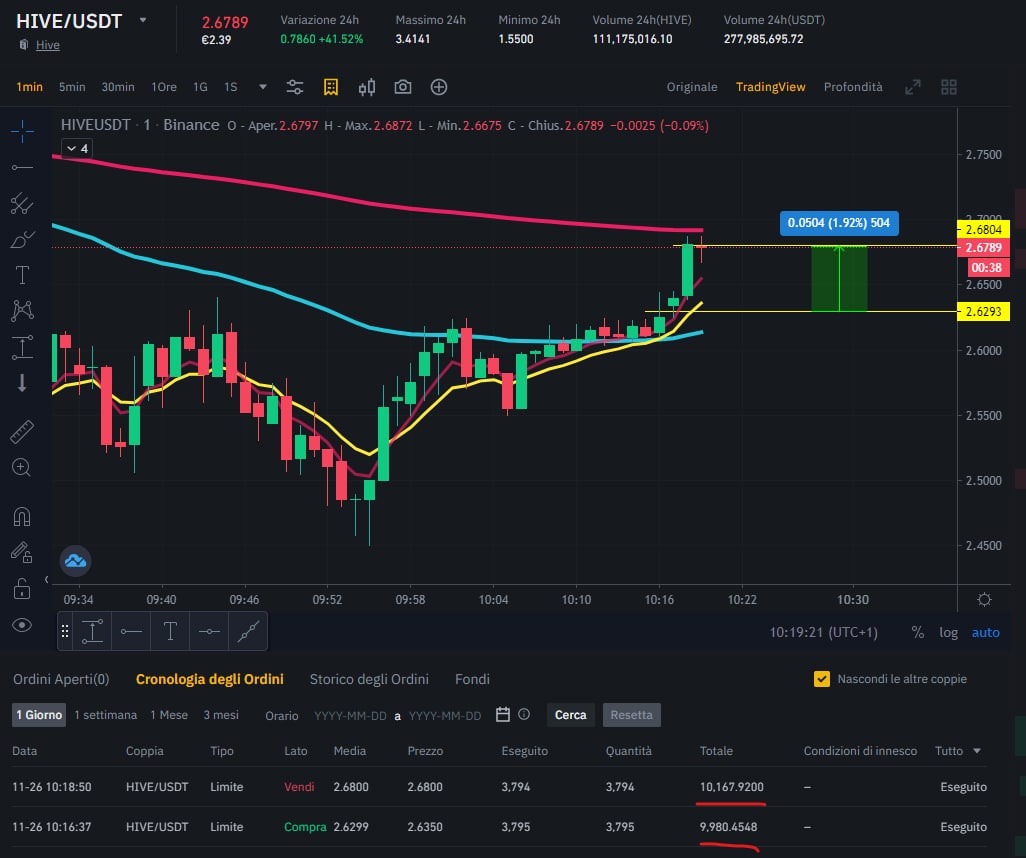 HIVE/USDT
2.6789
€2.39
Hive
Variazione 24h
0.7860 +41.52%
Massimo 24h
3.4141
Minimo 24h
1.5500
Volume 24h(HIVE)
111,175,016.10
Volume 24h(USDT)
277,985,695.72
1min 5min 30min 1Ore 1G 1S
Originale TradingView Profondità
HIVEUSDT · 1 · Binance O - Aper.2.6797 H - Max.2.6872 L - Min.2.6675 C - Chius.2.6789 −0.0025 (−0.09%)
4
2.7500
0.0504 (1.92%) 504
2.7000
2.6804
2.6789
00:38
2.6500
2.6293
2.6000
2.5500
2.5000
2.4500
09:34 09:40 09:46 09:52 09:58 10:04 10:10 10:16 10:22 10:30
T
10:19:21 (UTC+1) % log auto
Ordini Aperti(0) Cronologia degli Ordini Storico degli Ordini Fondi Nascondi le altre coppie
1 Giorno 1 settimana 1 Mese 3 mesi Orario YYYY-MM-DD a YYYY-MM-DD Cerca Resetta
Data Coppia Tipo Lato Media Prezzo Eseguito Quantità Totale Condizioni di innesco Tutto
11-26 10:18:50 HIVE/USDT Limite Vendi 2.6800 2.6800 3,794 3,794 10,167.9200 – Eseguito
11-26 10:16:37 HIVE/USDT Limite Compra 2.6299 2.6350 3,795 3,795 9,980.4548 – Eseguito